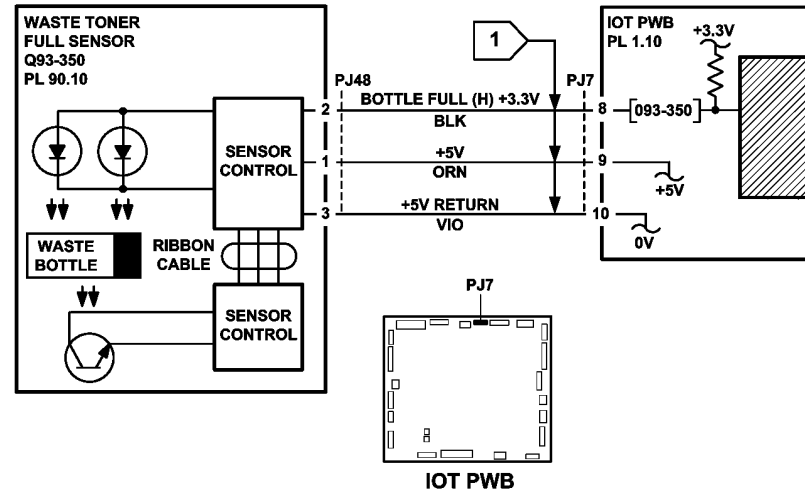 WASTE TONER
FULL SENSOR
Q93-350
PL 90.10
1
IOT PWB
PL 1.10
+3.3V
PJ48
PJ7
2
BOTTLE FULL (H) +3.3V
BLK
8
[093-350]
SENSOR
CONTROL
1
+5V
ORN
9
+5V
3
+5V RETURN
VIO
10
0V
WASTE
BOTTLE
RIBBON
CABLE
SENSOR
CONTROL
PJ7
IOT PWB